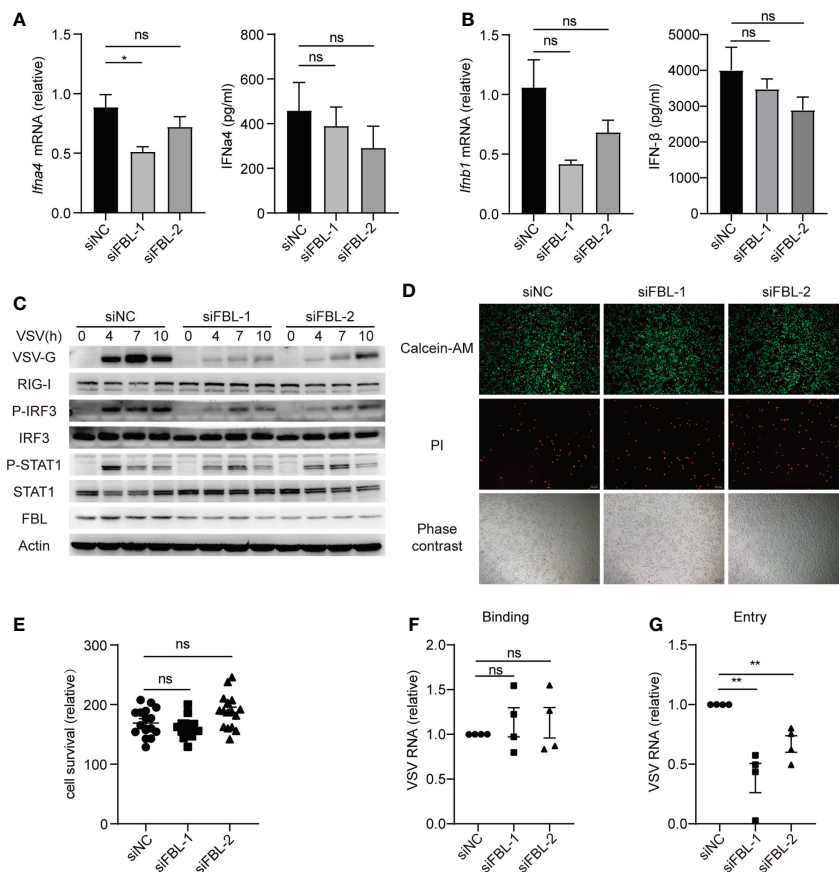 A
ns
*
Ifna4 mRNA (relative)
1.5
1.0
0.5
0.0
siNC
siFBL-1
siFBL-2
ns
ns
IFNa4
(pg/ml)
800
600
400
200
0
siNC
siFBL-1
siFBL-2
B
ns
ns
Ifnb1 mRNA (relative)
1.5
1.0
0.5
0.0
siNC
siFBL-1
siFBL-2
ns
ns
IFN-β
(pg/ml)
5000
4000
3000
2000
1000
0
siNC
siFBL-1
siFBL-2
C
siNC siFBL-1 siFBL-2
VSV(h) 0 4 7 10 0 4 7 10 0 4 7 10
VSV-G
RIG-I
P-IRF3
IRF3
P-STAT1
STAT1
FBL
Actin
D
siNC siFBL-1 siFBL-2
Calcein-AM
PI
Phase
contrast
E
ns
ns
cell survival (relative)
300
200
100
0
siNC
siFBL-1
siFBL-2
F
Binding
ns
ns
VSV RNA (relative)
2.0
1.5
1.0
0.5
0.0
siNC
siFBL-1
siFBL-2
G
Entry
**
**
VSV RNA (relative)
1.5
1.0
0.5
0.0
siNC
siFBL-1
siFBL-2